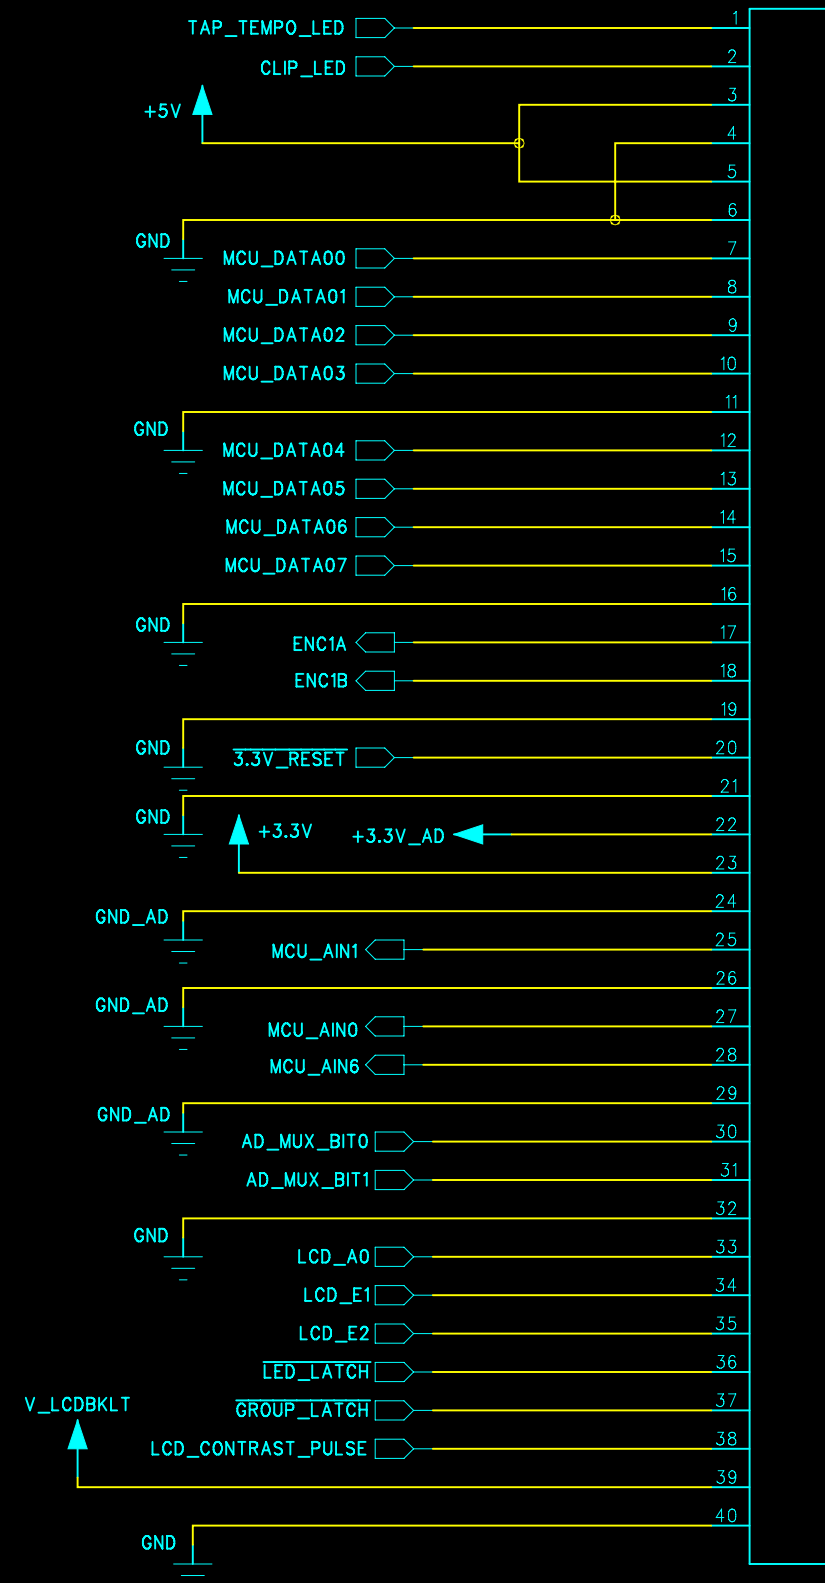 TAP_TEMPO_LED 1
CLIP_LED 2
3
+5V
4
5
6
GND
MCU_DATA00 7
MCU_DATA01 8
MCU_DATA02 9
MCU_DATA03 10
11
GND
MCU_DATA04 12
MCU_DATA05 13
MCU_DATA06 14
MCU_DATA07 15
16
GND
ENC1A 17
ENC1B 18
19
GND
3.3V_RESET 20
21
GND
+3.3V +3.3V_AD 22
23
24
GND_AD
MCU_AIN1 25
26
GND_AD
MCU_AIN0 27
MCU_AIN6 28
29
GND_AD
AD_MUX_BIT0 30
AD_MUX_BIT1 31
32
GND
LCD_A0 33
LCD_E1 34
LCD_E2 35
LED_LATCH 36
V_LCDBKLT
GROUP_LATCH 37
LCD_CONTRAST_PULSE 38
39
40
GND